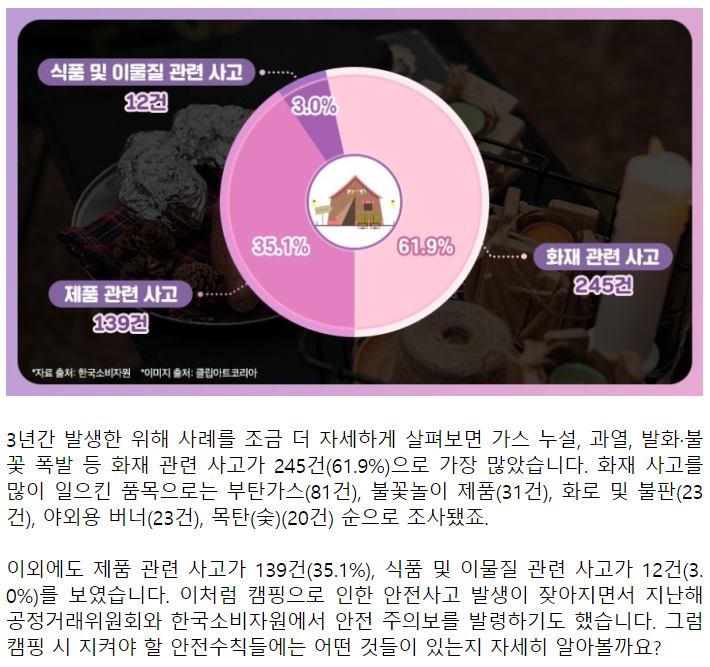 식품 및 이물질 관련 사고
12건
3.0%
35.1%
61.9%
화재 관련 사고
245건
제품 관련 사고
139건
*자료 출처: 한국소비자원 *이미지 출처: 클립아트코리아
3년간 발생한 위해 사례를 조금 더 자세하게 살펴보면 가스 누설, 과열, 발화·불
꽃 폭발 등 화재 관련 사고가 245건(61.9%)으로 가장 많았습니다. 화재 사고를
많이 일으킨 품목으로는 부탄가스(81건), 불꽃놀이 제품(31건), 화로 및 불판(23
건), 야외용 버너(23건), 목탄(숯)(20건) 순으로 조사됐죠.
이외에도 제품 관련 사고가 139건(35.1%), 식품 및 이물질 관련 사고가 12건(3.
0%)를 보였습니다. 이처럼 캠핑으로 인한 안전사고 발생이 잦아지면서 지난해
공정거래위원회와 한국소비자원에서 안전 주의보를 발령하기도 했습니다. 그럼
캠핑 시 지켜야 할 안전수칙들에는 어떤 것들이 있는지 자세히 알아볼까요?